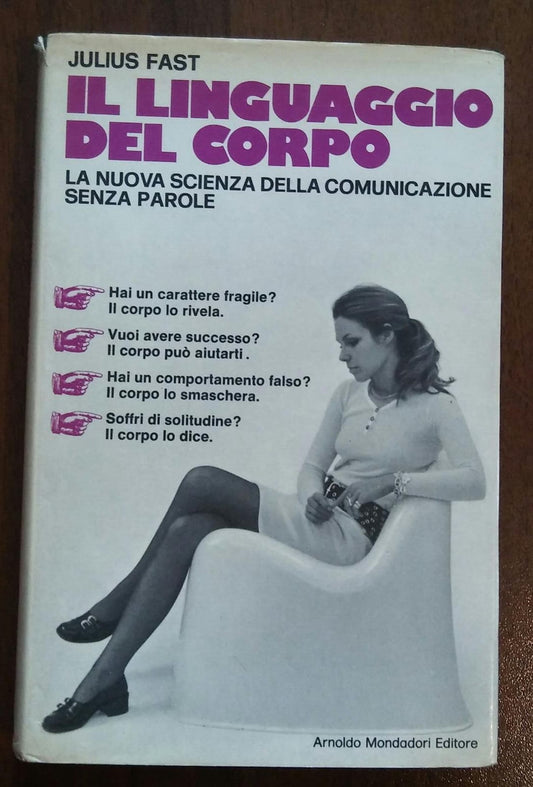 JULIUS FAST
IL LINGUAGGIO
DEL CORPO
LA NUOVA SCIENZA DELLA COMUNICAZIONE
SENZA PAROLE
Hai un carattere fragile?
Il corpo lo rivela.
Vuoi avere successo?
Il corpo può aiutarti.
Hai un comportamento falso?
Il corpo lo smaschera.
Soffri di solitudine?
Il corpo lo dice.
Arnoldo Mondadori Editore